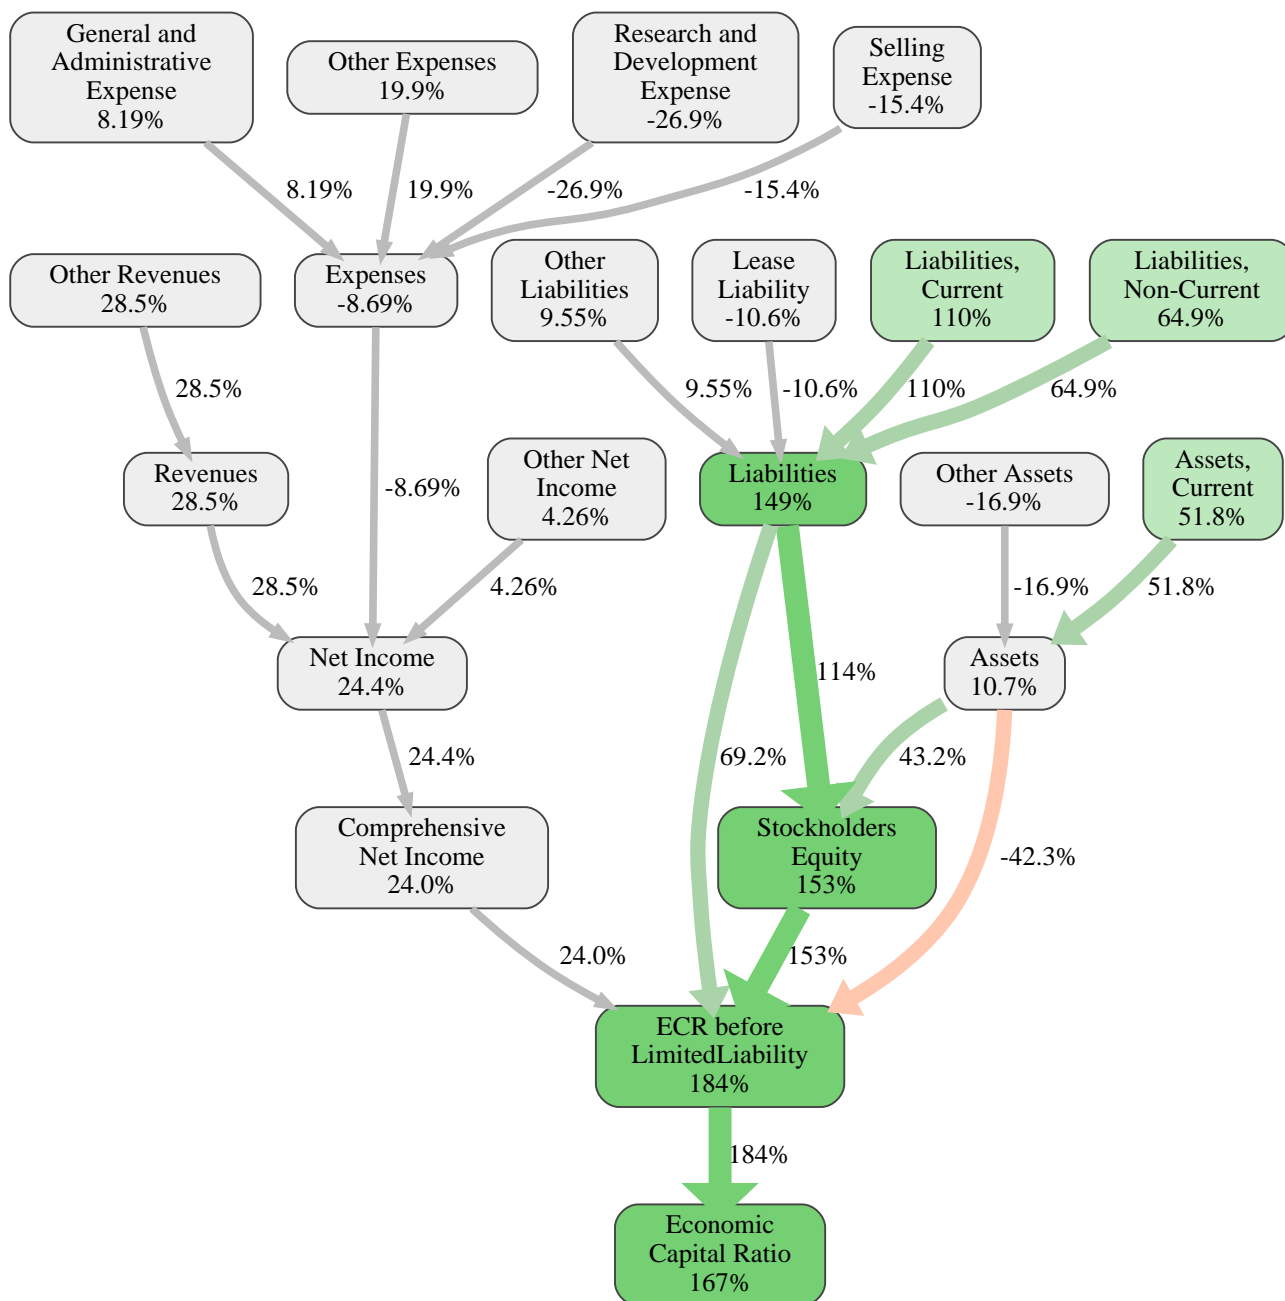 General and
Administrative
Expense
8.19%
Other Expenses
19.9%
Research and
Development
Expense
-26.9%
Selling
Expense
-15.4%
8.19%
19.9%
-26.9%
-15.4%
Other Revenues
28.5%
Expenses
-8.69%
Other
Liabilities
9.55%
Lease
Liability
-10.6%
Liabilities,
Current
110%
Liabilities,
Non-Current
64.9%
28.5%
9.55%
-10.6%
110%
64.9%
Revenues
28.5%
-8.69%
Other Net
Income
4.26%
Liabilities
149%
Other Assets
-16.9%
Assets,
Current
51.8%
28.5%
4.26%
-16.9%
51.8%
Net Income
24.4%
114%
Assets
10.7%
24.4%
69.2%
43.2%
Comprehensive
Net Income
24.0%
Stockholders
Equity
153%
-42.3%
24.0%
153%
ECR before
LimitedLiability
184%
184%
Economic
Capital Ratio
167%